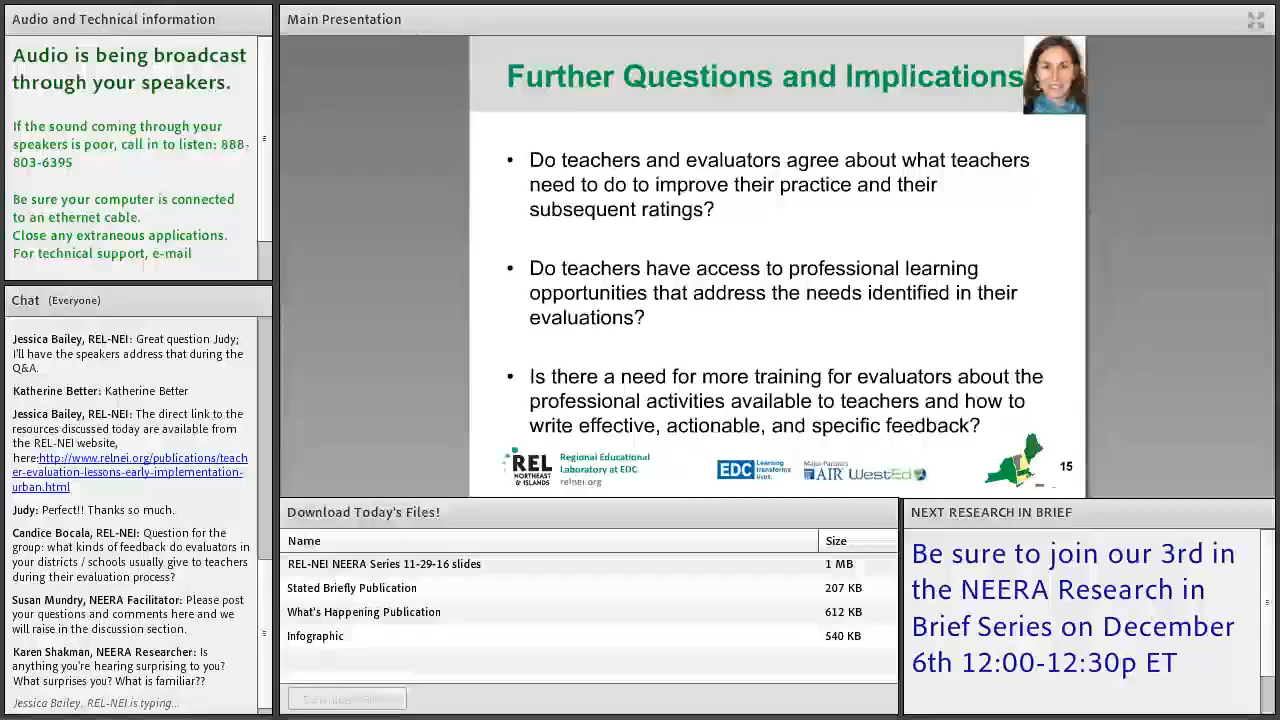 Audio and Technical information
Audio is being broadcast
through your speakers.
If the sound coming through your
speakers is poor, call in to listen: 888-
803-6395
Be sure your computer is connected
to an ethernet cable.
Close any extraneous applications.
For technical support, e-mail
Chat (Everyone)
Jessica Bailey, REL-NEI: Great question Judy;
I'll have the speakers address that during the
Q&A.
Katherine Better: Katherine Better
Jessica Bailey, REL-NEI: The direct link to the
resources discussed today are available from
the REL-NEI website,
here:http://www.relnei.org/publications/teach
er-evaluation-lessons-early-implementation-
urban.html
Judy: Perfect!! Thanks so much.
Candice Bocala, REL-NEI: Question for the
group: what kinds of feedback do evaluators in
your districts / schools usually give to teachers
during their evaluation process?
Susan Mundry, NEERA Facilitator: Please post
your questions and comments here and we
will raise in the discussion section.
Karen Shakman, NEERA Researcher: Is
anything you're hearing surprising to you?
What surprises you? What is familiar??
Jessica Bailey, REL-NEI is typing...
Main Presentation
Further Questions and Implications
• Do teachers and evaluators agree about what teachers
need to do to improve their practice and their
subsequent ratings?
• Do teachers have access to professional learning
opportunities that address the needs identified in their
evaluations?
• Is there a need for more training for evaluators about the
professional activities available to teachers and how to
write effective, actionable, and specific feedback?
REL
NORTHEAST
& ISLANDS
Regional Educational
Laboratory at EDC
relnei.org
EDC Learning
transforms
lives.
Major Partners
AIR WestEd
15
Download Today's Files!
Name Size
REL-NEI NEERA Series 11-29-16 slides 1 MB
Stated Briefly Publication 207 KB
What's Happening Publication 612 KB
Infographic 540 KB
NEXT RESEARCH IN BRIEF
Be sure to join our 3rd in
the NEERA Research in
Brief Series on December
6th 12:00-12:30p ET